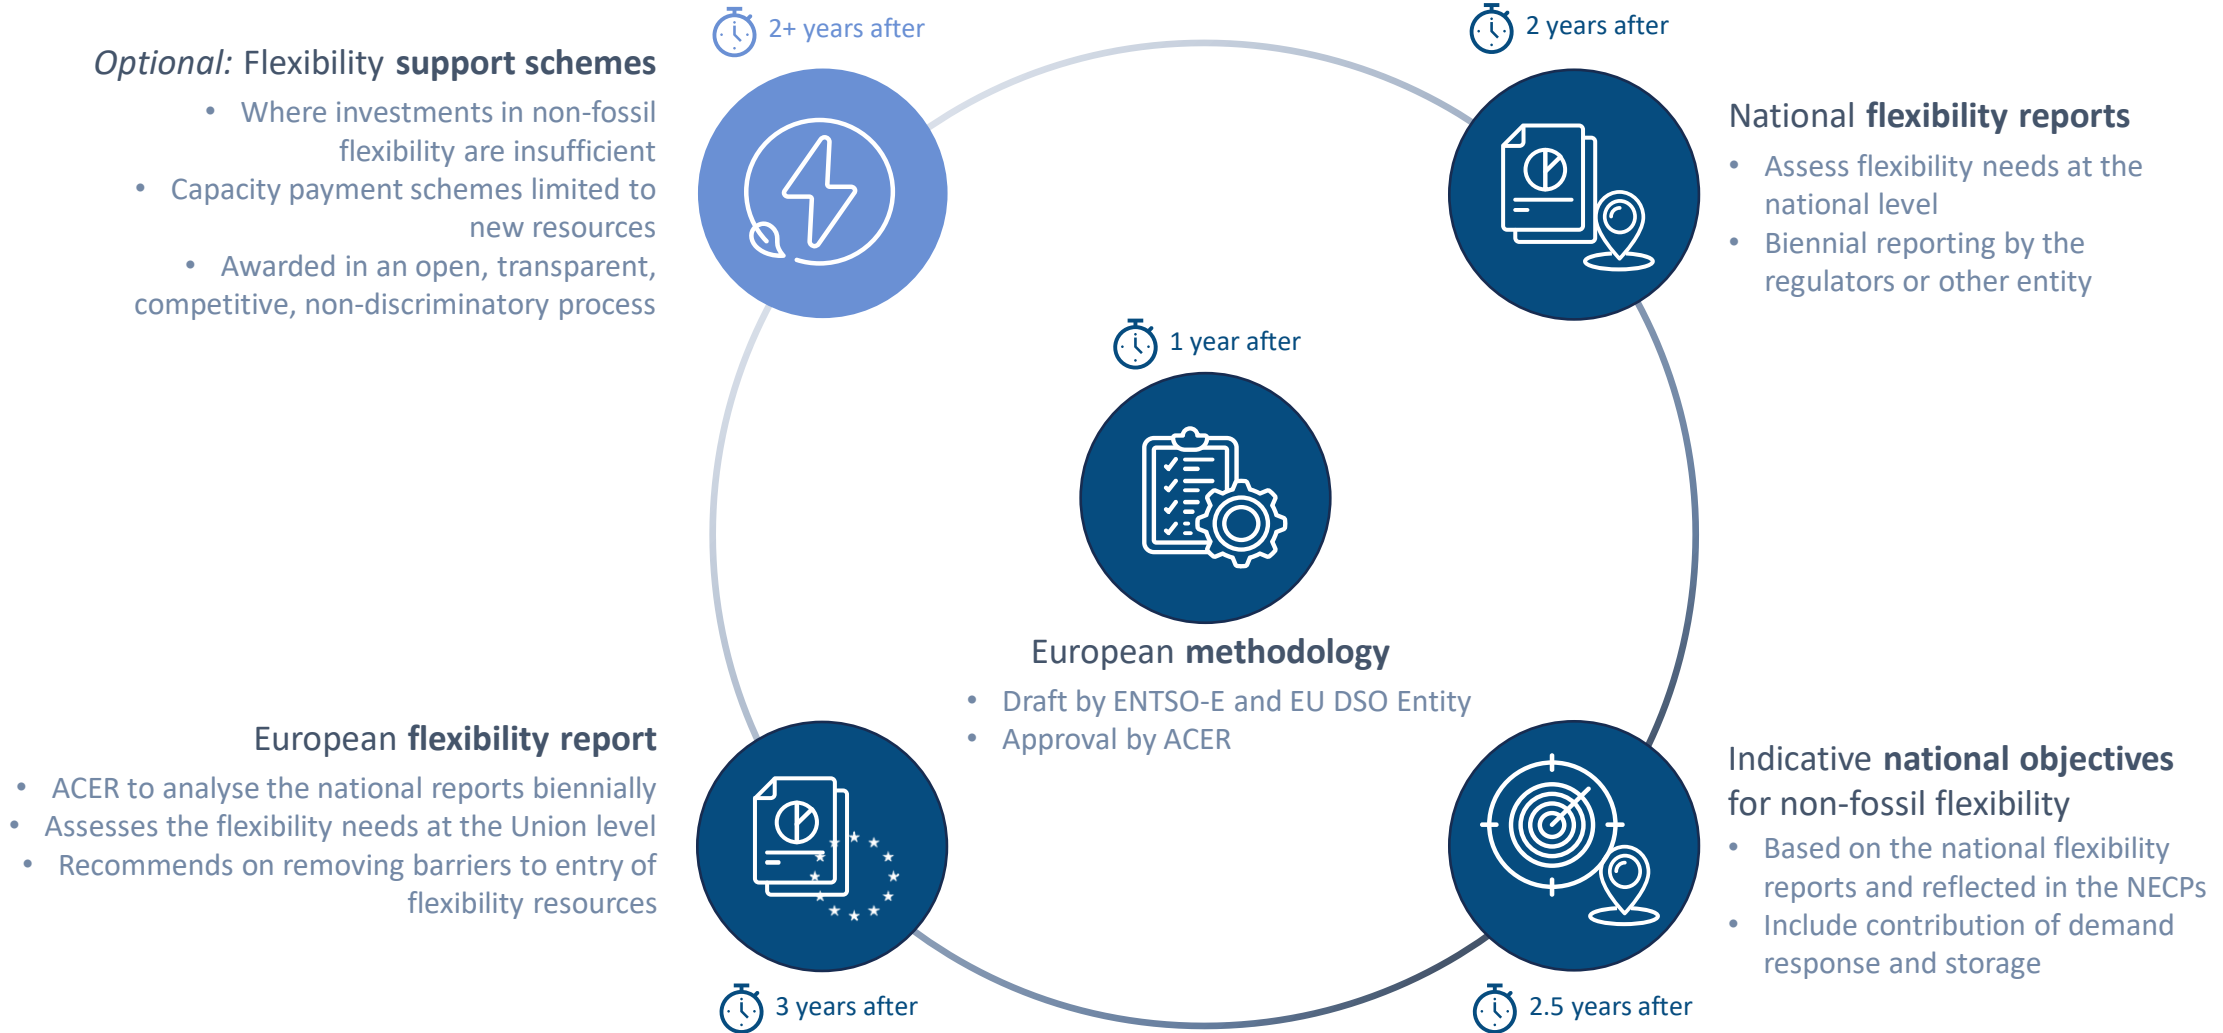 2+ years after
Optional: Flexibility support schemes
• Where investments in non-fossil
flexibility are insufficient
• Capacity payment schemes limited to
new resources
• Awarded in an open, transparent,
competitive, non-discriminatory process
2 years after
National flexibility reports
• Assess flexibility needs at the
national level
• Biennial reporting by the
regulators or other entity
1 year after
European methodology
• Draft by ENTSO-E and EU DSO Entity
• Approval by ACER
European flexibility report
• ACER to analyse the national reports biennially
• Assesses the flexibility needs at the Union level
• Recommends on removing barriers to entry of
flexibility resources
3 years after
Indicative national objectives
for non-fossil flexibility
• Based on the national flexibility
reports and reflected in the NECPs
• Include contribution of demand
response and storage
2.5 years after